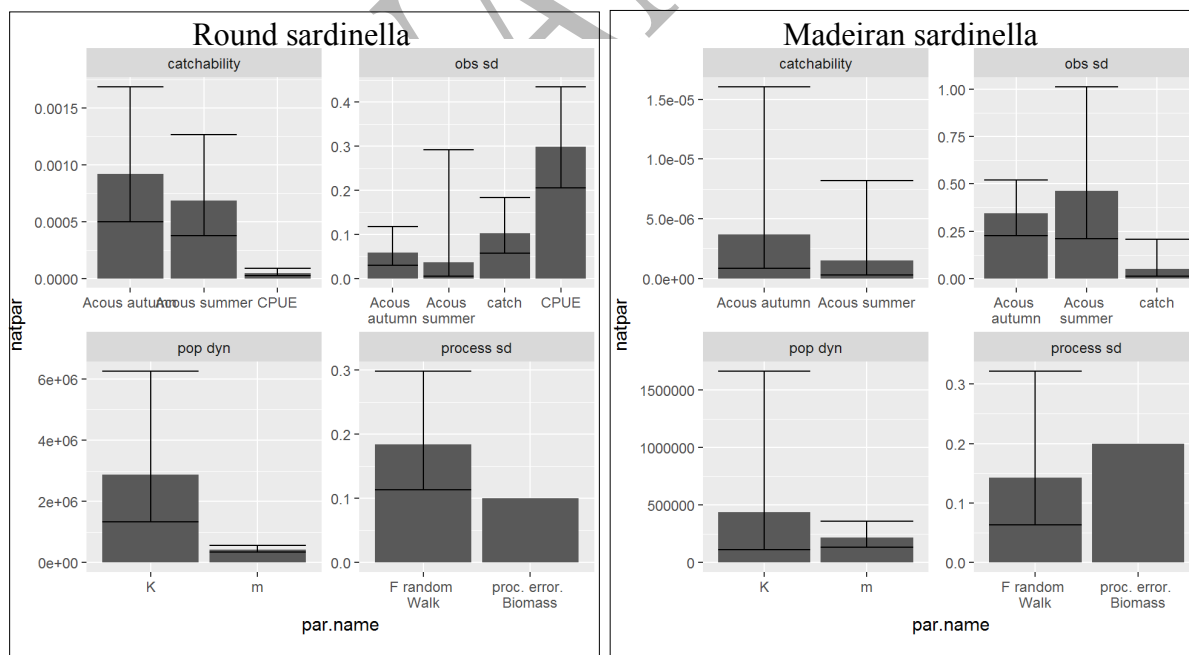 Round sardinella
catchability
obs sd
0.0015
0.0010
0.0005
0.0000
Acous autumn Acous summer CPUE
0.4
0.3
0.2
0.1
0.0
Acous autumn
Acous summer
catch
CPUE
natpar
pop dyn
process sd
6e+06
4e+06
2e+06
0e+00
K
m
0.3
0.2
0.1
0.0
F random Walk
proc. error. Biomass
par.name
Madeiran sardinella
catchability
obs sd
1.5e-05
1.0e-05
5.0e-06
0.0e+00
Acous autumn Acous summer
1.00
0.75
0.50
0.25
0.00
Acous autumn
Acous summer
catch
natpar
pop dyn
process sd
1500000
1000000
500000
0
K
m
0.3
0.2
0.1
0.0
F random Walk
proc. error. Biomass
par.name